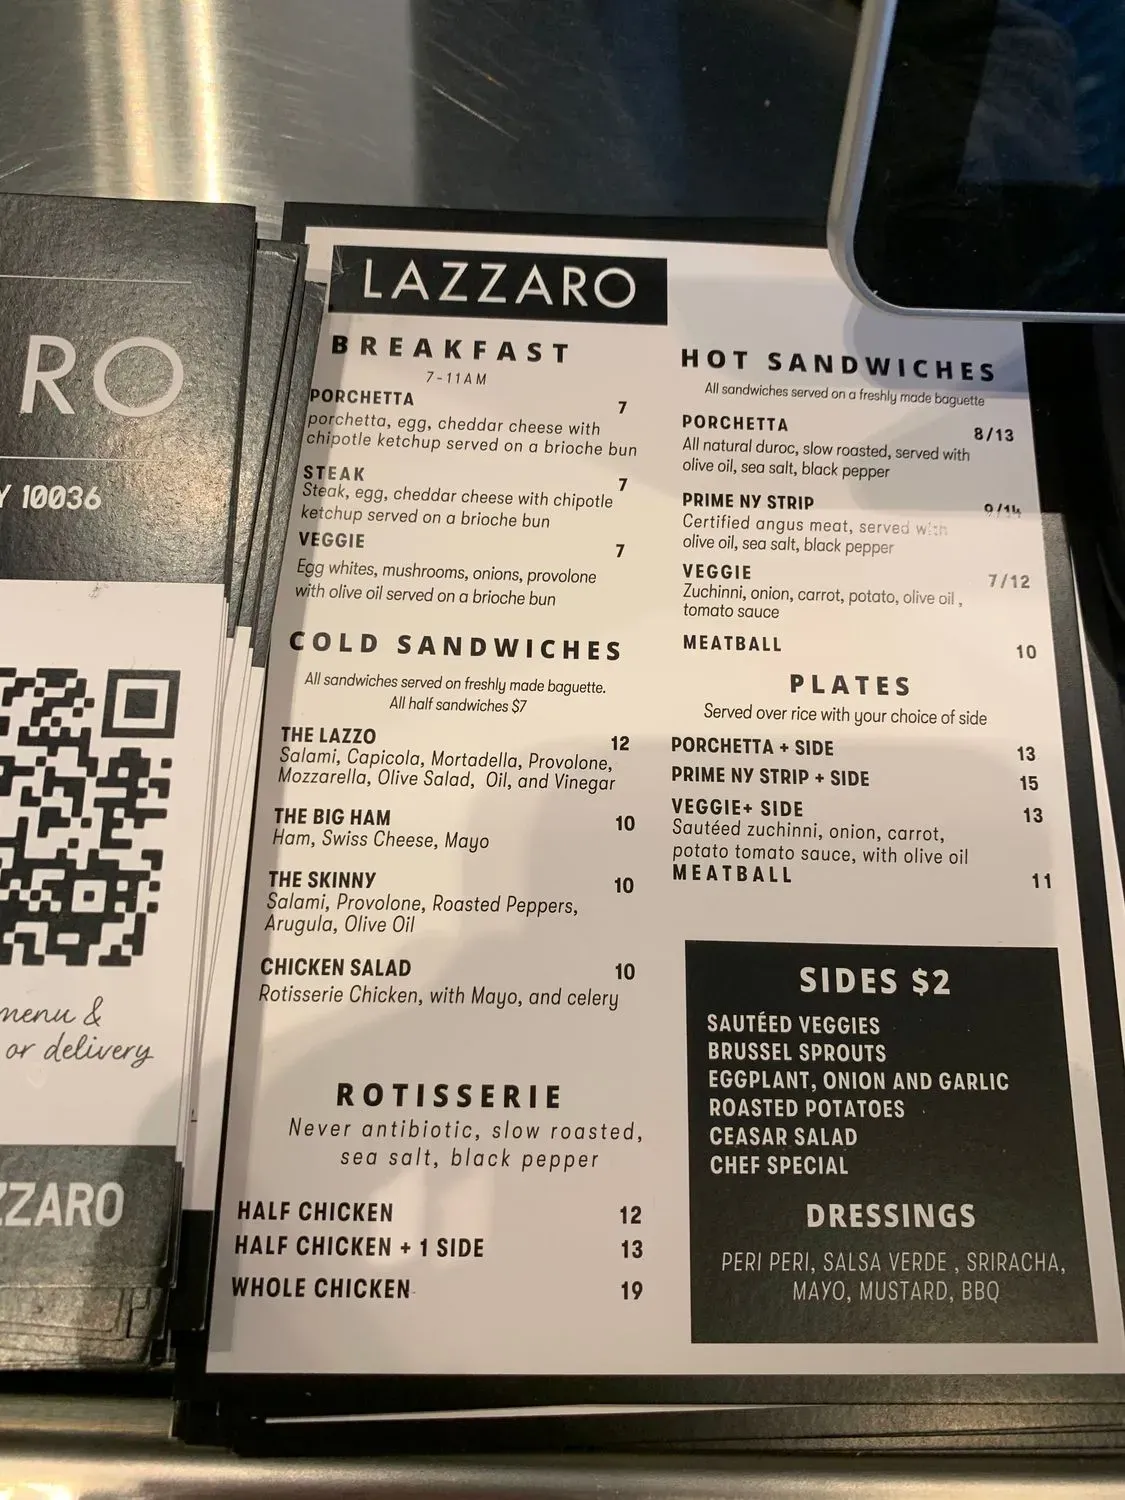 RO
Y 10036
menu &
or delivery
ZZARO
LAZZARO
BREAKFAST
7-11AM
PORCHETTA 7
porchetta, egg, cheddar cheese with
chipotle ketchup served on a brioche bun
STEAK 7
Steak, egg, cheddar cheese with chipotle
ketchup served on a brioche bun
VEGGIE 7
Egg whites, mushrooms, onions, provolone
with olive oil served on a brioche bun
COLD SANDWICHES
All sandwiches served on freshly made baguette.
All half sandwiches $7
THE LAZZO 12
Salami, Capicola, Mortadella, Provolone,
Mozzarella, Olive Salad, Oil, and Vinegar
THE BIG HAM 10
Ham, Swiss Cheese, Mayo
THE SKINNY 10
Salami, Provolone, Roasted Peppers,
Arugula, Olive Oil
CHICKEN SALAD 10
Rotisserie Chicken, with Mayo, and celery
ROTISSERIE
Never antibiotic, slow roasted,
sea salt, black pepper
HALF CHICKEN 12
HALF CHICKEN + 1 SIDE 13
WHOLE CHICKEN 19
HOT SANDWICHES
All sandwiches served on a freshly made baguette
PORCHETTA 8/13
All natural duroc, slow roasted, served with
olive oil, sea salt, black pepper
PRIME NY STRIP 9/14
Certified angus meat, served with
olive oil, sea salt, black pepper
VEGGIE 7/12
Zuchinni, onion, carrot, potato, olive oil ,
tomato sauce
MEATBALL 10
PLATES
Served over rice with your choice of side
PORCHETTA + SIDE 13
PRIME NY STRIP + SIDE 15
VEGGIE+ SIDE 13
Sautéed zuchinni, onion, carrot,
potato tomato sauce, with olive oil
MEATBALL 11
SIDES $2
SAUTÉED VEGGIES
BRUSSEL SPROUTS
EGGPLANT, ONION AND GARLIC
ROASTED POTATOES
CEASAR SALAD
CHEF SPECIAL
DRESSINGS
PERI PERI, SALSA VERDE , SRIRACHA,
MAYO, MUSTARD, BBQ